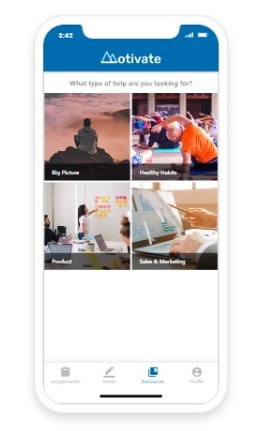 3:42
Motivate
What type of help are you looking for?
Big Picture
Healthy Habits
Product
Sales & Marketing
Assignments
Notes
Resources
Profile